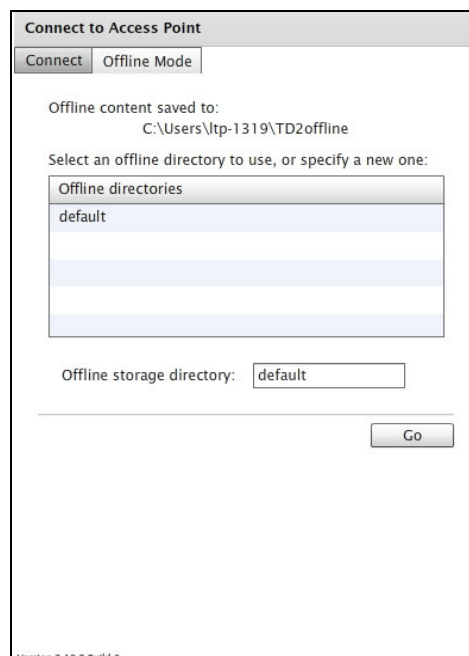 Connect to Access Point
Connect
Offline Mode
Offline content saved to:
C:\Users\ltp-1319\TD2offline
Select an offline directory to use, or specify a new one:
Offline directories
default
Offline storage directory: default
Go